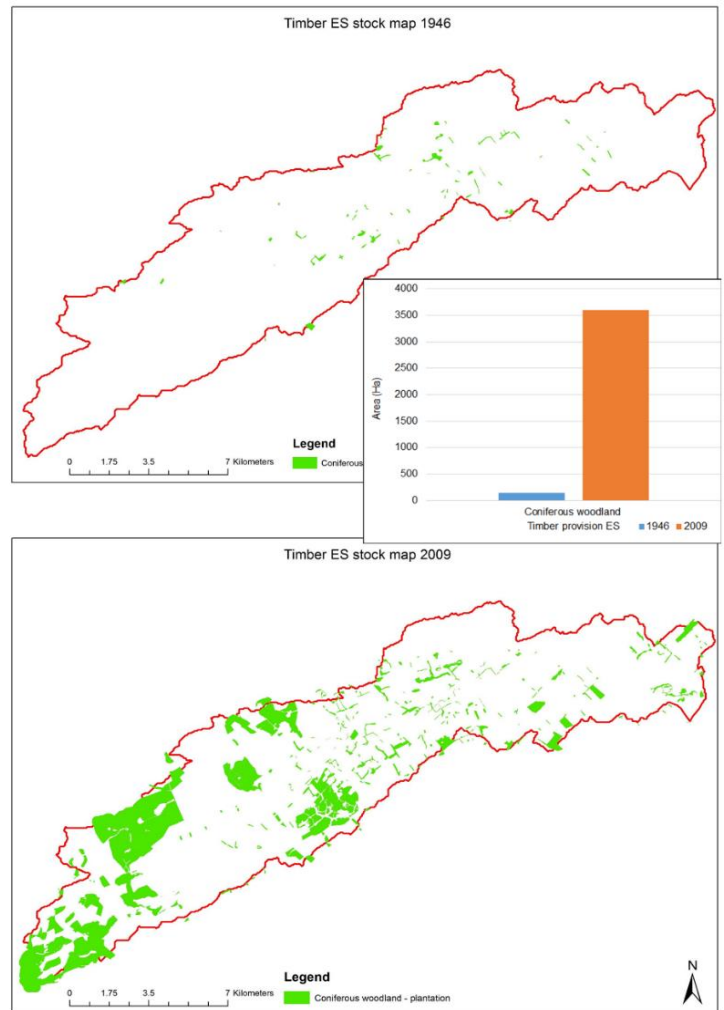 Timber ES stock map 1946
Legend
Coniferous
0 1.75 3.5 7 Kilometers
4000
3500
3000
2500
2000
1500
1000
500
0
Area (Ha)
Coniferous woodland
Timber provision ES 1946 2009
Timber ES stock map 2009
Legend
Coniferous woodland - plantation
0 1.75 3.5 7 Kilometers
N